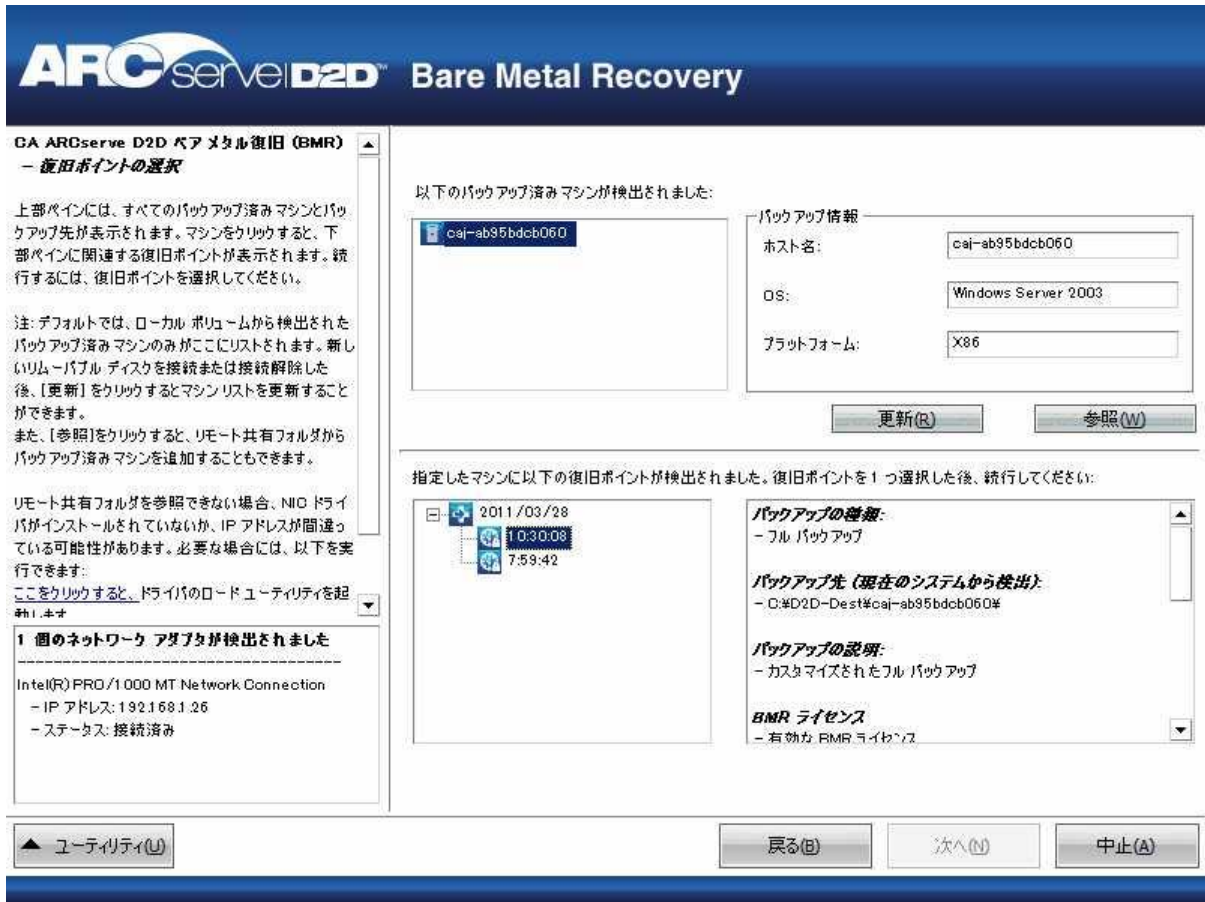 ARCserve D2D™ Bare Metal Recovery
CA ARCserve D2D ベア メタル復旧 (BMR)
- 復旧ポイントの選択
上部ペインには、すべてのバックアップ済みマシンとバッ
クアップ先が表示されます。マシンをクリックすると、下
部ペインに関連する復旧ポイントが表示されます。続
行するには、復旧ポイントを選択してください。
注: デフォルトでは、ローカル ボリュームから検出された
バックアップ済みマシンのみがここにリストされます。新し
いリムーバブル ディスクを接続または接続解除した
後、[更新] をクリックするとマシン リストを更新すること
ができます。
また、[参照]をクリックすると、リモート共有フォルダから
バックアップ済みマシンを追加することもできます。
リモート共有フォルダを参照できない場合、NIC ドライ
バがインストールされていないか、IP アドレスが間違っ
ている可能性があります。必要な場合には、以下を実
行できます:
ここをクリックすると、ドライバのロード ユーティリティを起
動します
1 個のネットワーク アダプタが検出されました
------------------------------------
Intel(R) PRO/1000 MT Network Connection
- IP アドレス: 192.168.1.26
- ステータス: 接続済み
以下のバックアップ済みマシンが検出されました:
caj-ab95bdcb060
バックアップ情報
ホスト名: caj-ab95bdcb060
OS: Windows Server 2003
プラットフォーム: X86
更新(R) 参照(W)
指定したマシンに以下の復旧ポイントが検出されました。復旧ポイントを1 つ選択した後、続行してください:
2011/03/28
10:30:08
7:59:42
バックアップの種類:
- フル バックアップ
バックアップ先 (現在のシステムから検出):
- C:¥D2D-Dest¥caj-ab95bdcb060¥
バックアップの説明:
- カスタマイズされたフル バックアップ
BMR ライセンス
- 有効な BMR ライセンス
ユーティリティ(U) 戻る(B) 次へ(N) 中止(A)